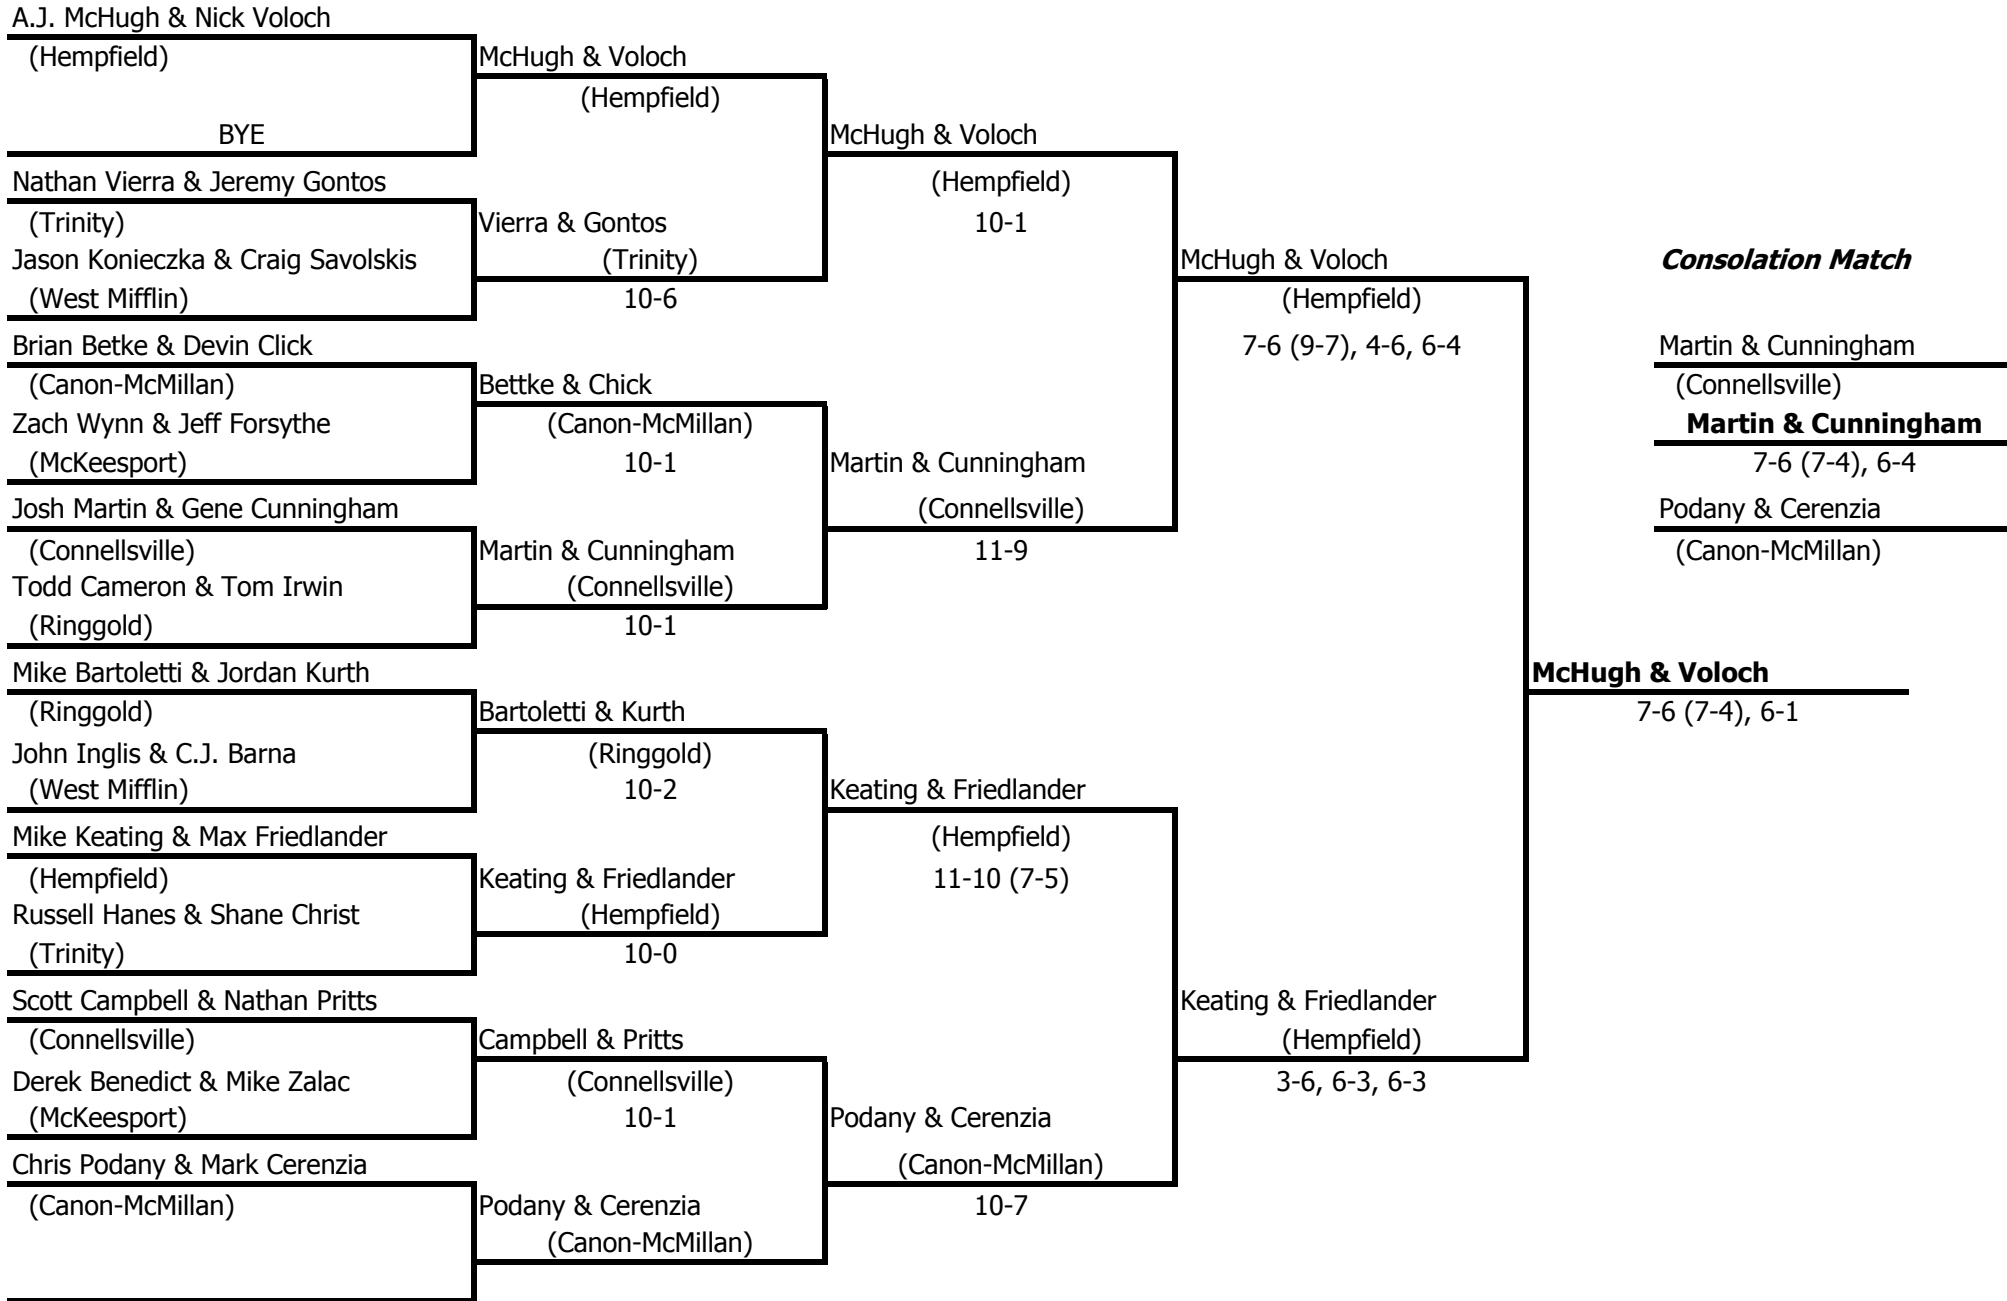 A.J. McHugh & Nick Voloch
(Hempfield)
BYE
Nathan Vierra & Jeremy Gontos
(Trinity)
Jason Konieczka & Craig Savolskis
(West Mifflin)
Brian Betke & Devin Click
(Canon-McMillan)
Zach Wynn & Jeff Forsythe
(McKeesport)
Josh Martin & Gene Cunningham
(Connellsville)
Todd Cameron & Tom Irwin
(Ringgold)
Mike Bartoletti & Jordan Kurth
(Ringgold)
John Inglis & C.J. Barna
(West Mifflin)
Mike Keating & Max Friedlander
(Hempfield)
Russell Hanes & Shane Christ
(Trinity)
Scott Campbell & Nathan Pritts
(Connellsville)
Derek Benedict & Mike Zalac
(McKeesport)
Chris Podany & Mark Cerenzia
(Canon-McMillan)
McHugh & Voloch
(Hempfield)
Vierra & Gontos
(Trinity)
10-6
Bettke & Chick
(Canon-McMillan)
10-1
Martin & Cunningham
(Connellsville)
10-1
Bartoletti & Kurth
(Ringgold)
10-2
Keating & Friedlander
(Hempfield)
10-0
Campbell & Pritts
(Connellsville)
10-1
Podany & Cerenzia
(Canon-McMillan)
McHugh & Voloch
(Hempfield)
10-1
Martin & Cunningham
(Connellsville)
11-9
Keating & Friedlander
(Hempfield)
11-10 (7-5)
Podany & Cerenzia
(Canon-McMillan)
10-7
McHugh & Voloch
(Hempfield)
7-6 (9-7), 4-6, 6-4
Keating & Friedlander
(Hempfield)
3-6, 6-3, 6-3
McHugh & Voloch
7-6 (7-4), 6-1
Consolation Match
Martin & Cunningham
(Connellsville)
Martin & Cunningham
7-6 (7-4), 6-4
Podany & Cerenzia
(Canon-McMillan)